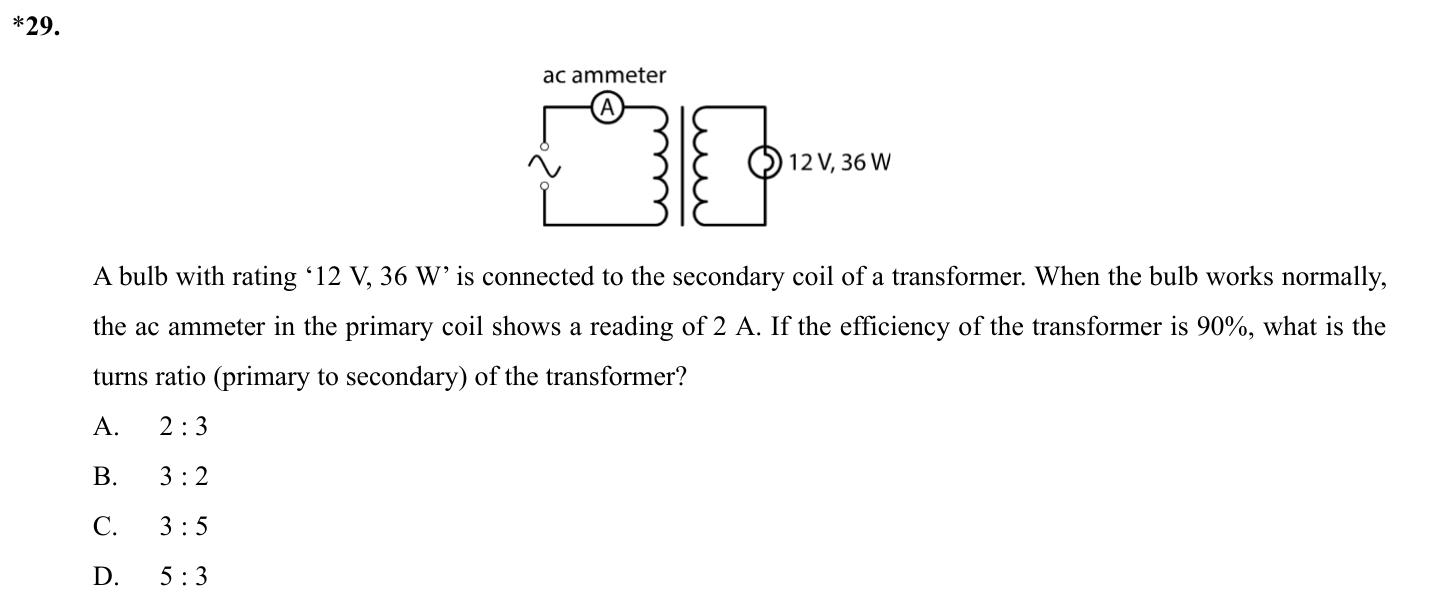 *29.
ac ammeter
A
12 V, 36 W
A bulb with rating ‘12 V, 36 W’ is connected to the secondary coil of a transformer. When the bulb works normally,
the ac ammeter in the primary coil shows a reading of 2 A. If the efficiency of the transformer is 90%, what is the
turns ratio (primary to secondary) of the transformer?
A. 2 : 3
B. 3 : 2
C. 3 : 5
D. 5 : 3